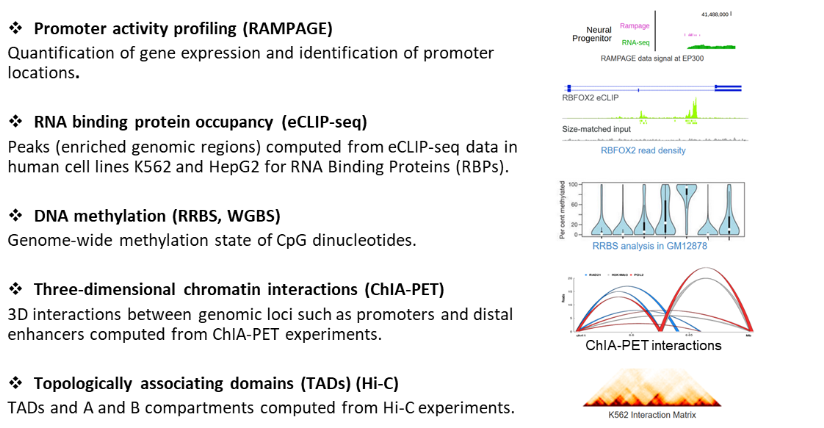 ❖ Promoter activity profiling (RAMPAGE)
Quantification of gene expression and identification of promoter
locations.
❖ RNA binding protein occupancy (eCLIP-seq)
Peaks (enriched genomic regions) computed from eCLIP-seq data in
human cell lines K562 and HepG2 for RNA Binding Proteins (RBPs).
❖ DNA methylation (RRBS, WGBS)
Genome-wide methylation state of CpG dinucleotides.
❖ Three-dimensional chromatin interactions (ChIA-PET)
3D interactions between genomic loci such as promoters and distal
enhancers computed from ChIA-PET experiments.
❖ Topologically associating domains (TADs) (Hi-C)
TADs and A and B compartments computed from Hi-C experiments.
41,488,000
Neural
Progenitor
Rampage
RNA-seq
RAMPAGE data signal at EP300
RBFOX2 eCLIP
Size-matched input
RBFOX2 read density
Per cent methylated
100
80
60
40
20
0
RRBS analysis in GM12878
ChIA-PET interactions
K562 Interaction Matrix